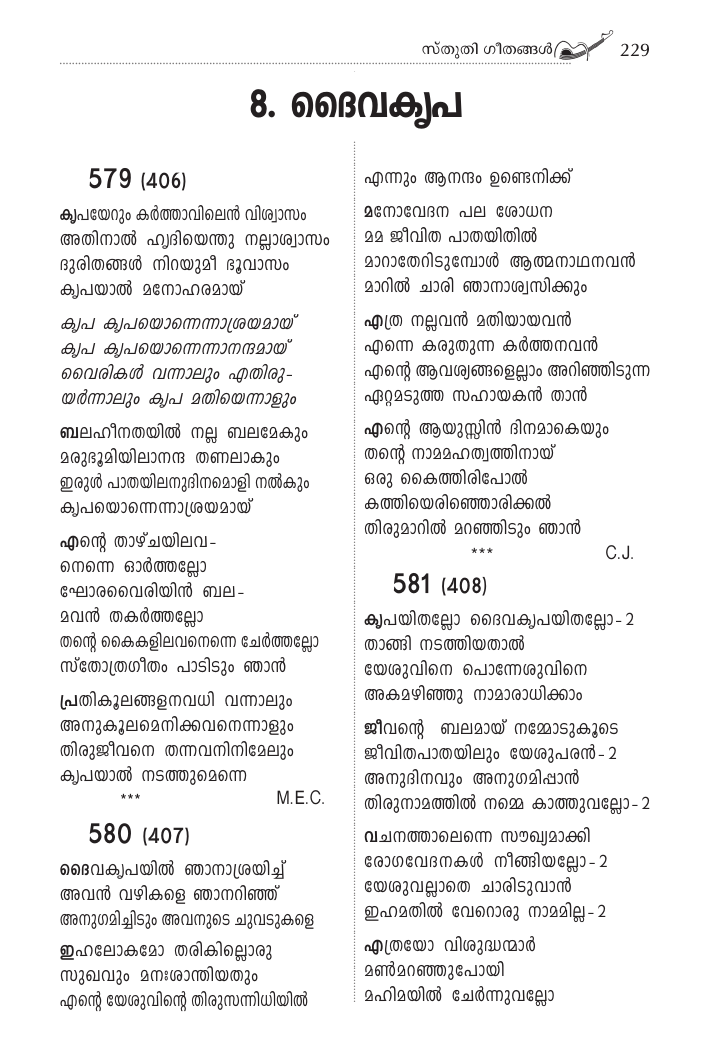 സ്തുതി ഗീതങ്ങൾ 229
8. ദൈവകൃപ
579 (406)
കൃപയേറും കർത്താവിലെൻ വിശ്വാസം
അതിനാൽ ഹൃദിയെന്തു നല്ലാശ്വാസം
ദുരിതങ്ങൾ നിറയുമീ ഭൂവാസം
കൃപയാൽ മനോഹരമായ്
കൃപ കൃപയൊന്നെന്നാശ്രയമായ്
കൃപ കൃപയൊന്നെന്നാനന്ദമായ്
വൈരികൾ വന്നാലും എതിരു-
യർന്നാലും കൃപ മതിയെന്നാളും
ബലഹീനതയിൽ നല്ല ബലമേകും
മരുഭൂമിയിലാനന്ദ തണലാകും
ഇരുൾ പാതയിലനുദിനമൊളി നൽകും
കൃപയൊന്നെന്നാശ്രയമായ്
എന്റെ താഴ്ചയിലവ-
നെന്നെ ഓർത്തല്ലോ
ഘോരവൈരിയിൻ ബല-
മവൻ തകർത്തല്ലോ
തന്റെ കൈകളിലവനെന്നെ ചേർത്തല്ലോ
സ്തോത്രഗീതം പാടിടും ഞാൻ
പ്രതികൂലങ്ങളനവധി വന്നാലും
അനുകൂലമെനിക്കവനെന്നാളും
തിരുജീവനെ തന്നവനിനിമേലും
കൃപയാൽ നടത്തുമെന്നെ
*** M.E.C.
580 (407)
ദൈവകൃപയിൽ ഞാനാശ്രയിച്ച്
അവൻ വഴികളെ ഞാനറിഞ്ഞ്
അനുഗമിച്ചിടും അവനുടെ ചുവടുകളെ
ഇഹലോകമോ തരികില്ലൊരു
സുഖവും മനഃശാന്തിയതും
എന്റെ യേശുവിന്റെ തിരുസന്നിധിയിൽ
എന്നും ആനന്ദം ഉണ്ടെനിക്ക്
മനോവേദന പല ശോധന
മമ ജീവിത പാതയിതിൽ
മാറാതേറിടുമ്പോൾ ആത്മനാഥനവൻ
മാറിൽ ചാരി ഞാനാശ്വസിക്കും
എത്ര നല്ലവൻ മതിയായവൻ
എന്നെ കരുതുന്ന കർത്തനവൻ
എന്റെ ആവശ്യങ്ങളെല്ലാം അറിഞ്ഞിടുന്ന
ഏറ്റമടുത്ത സഹായകൻ താൻ
എന്റെ ആയുസ്സിൻ ദിനമാകെയും
തന്റെ നാമമഹത്വത്തിനായ്
ഒരു കൈത്തിരിപോൽ
കത്തിയെരിഞ്ഞൊരിക്കൽ
തിരുമാറിൽ മറഞ്ഞിടും ഞാൻ
*** C.J.
581 (408)
കൃപയിതല്ലോ ദൈവകൃപയിതല്ലോ-2
താങ്ങി നടത്തിയതാൽ
യേശുവിനെ പൊന്നേശുവിനെ
അകമഴിഞ്ഞു നാമാരാധിക്കാം
ജീവന്റെ ബലമായ് നമ്മോടുകൂടെ
ജീവിതപാതയിലും യേശുപരൻ-2
അനുദിനവും അനുഗമിപ്പാൻ
തിരുനാമത്തിൽ നമ്മെ കാത്തുവല്ലോ-2
വചനത്താലെന്നെ സൗഖ്യമാക്കി
രോഗവേദനകൾ നീങ്ങിയല്ലോ-2
യേശുവല്ലാതെ ചാരിടുവാൻ
ഇഹമതിൽ വേറൊരു നാമമില്ല-2
എത്രയോ വിശുദ്ധന്മാർ
മൺമറഞ്ഞുപോയി
മഹിമയിൽ ചേർന്നുവല്ലോ